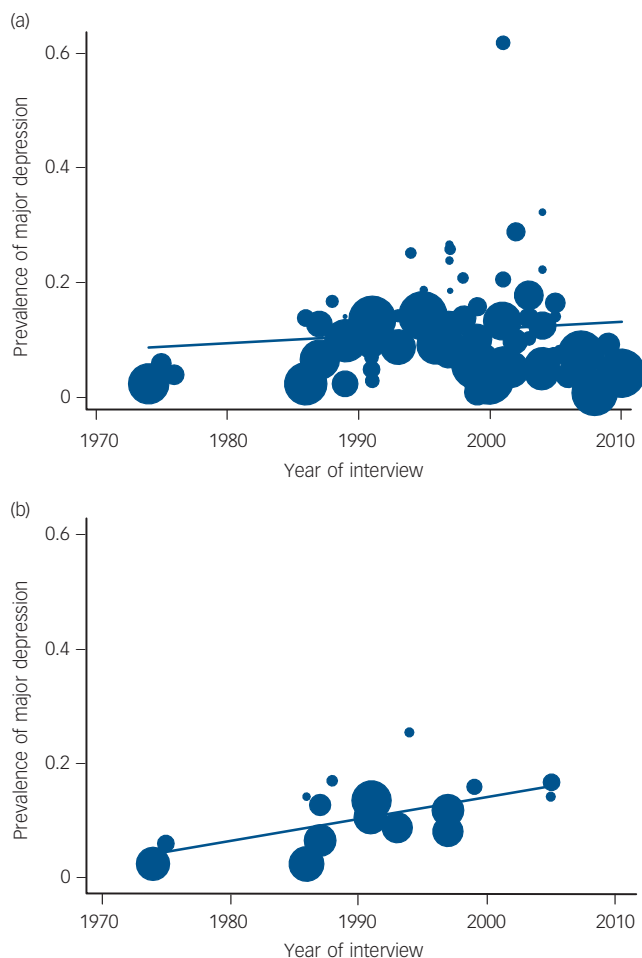 (a)
Prevalence of major depression
0.6
0.4
0.2
0
1970 1980 1990 2000 2010
Year of interview
(b)
Prevalence of major depression
0.6
0.4
0.2
0
1970 1980 1990 2000 2010
Year of interview